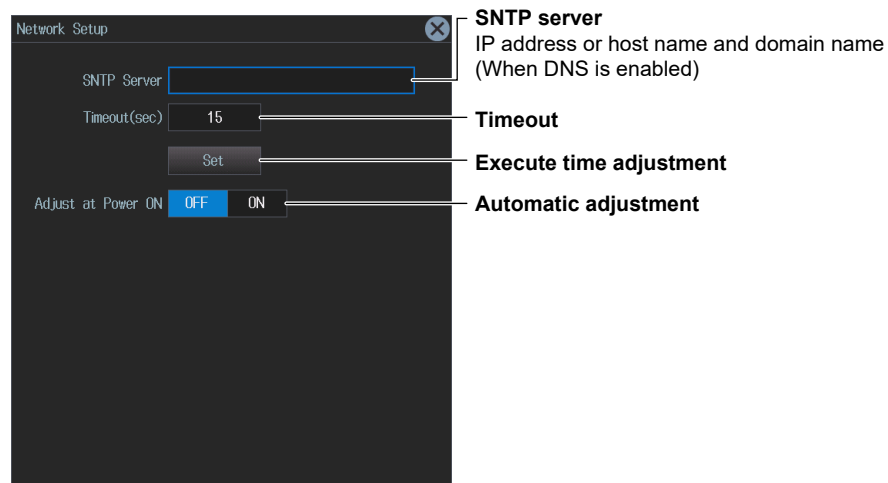 Network Setup
SNTP Server
Timeout(sec) 15
Set
Adjust at Power ON OFF ON
SNTP server
IP address or host name and domain name
(When DNS is enabled)
Timeout
Execute time adjustment
Automatic adjustment